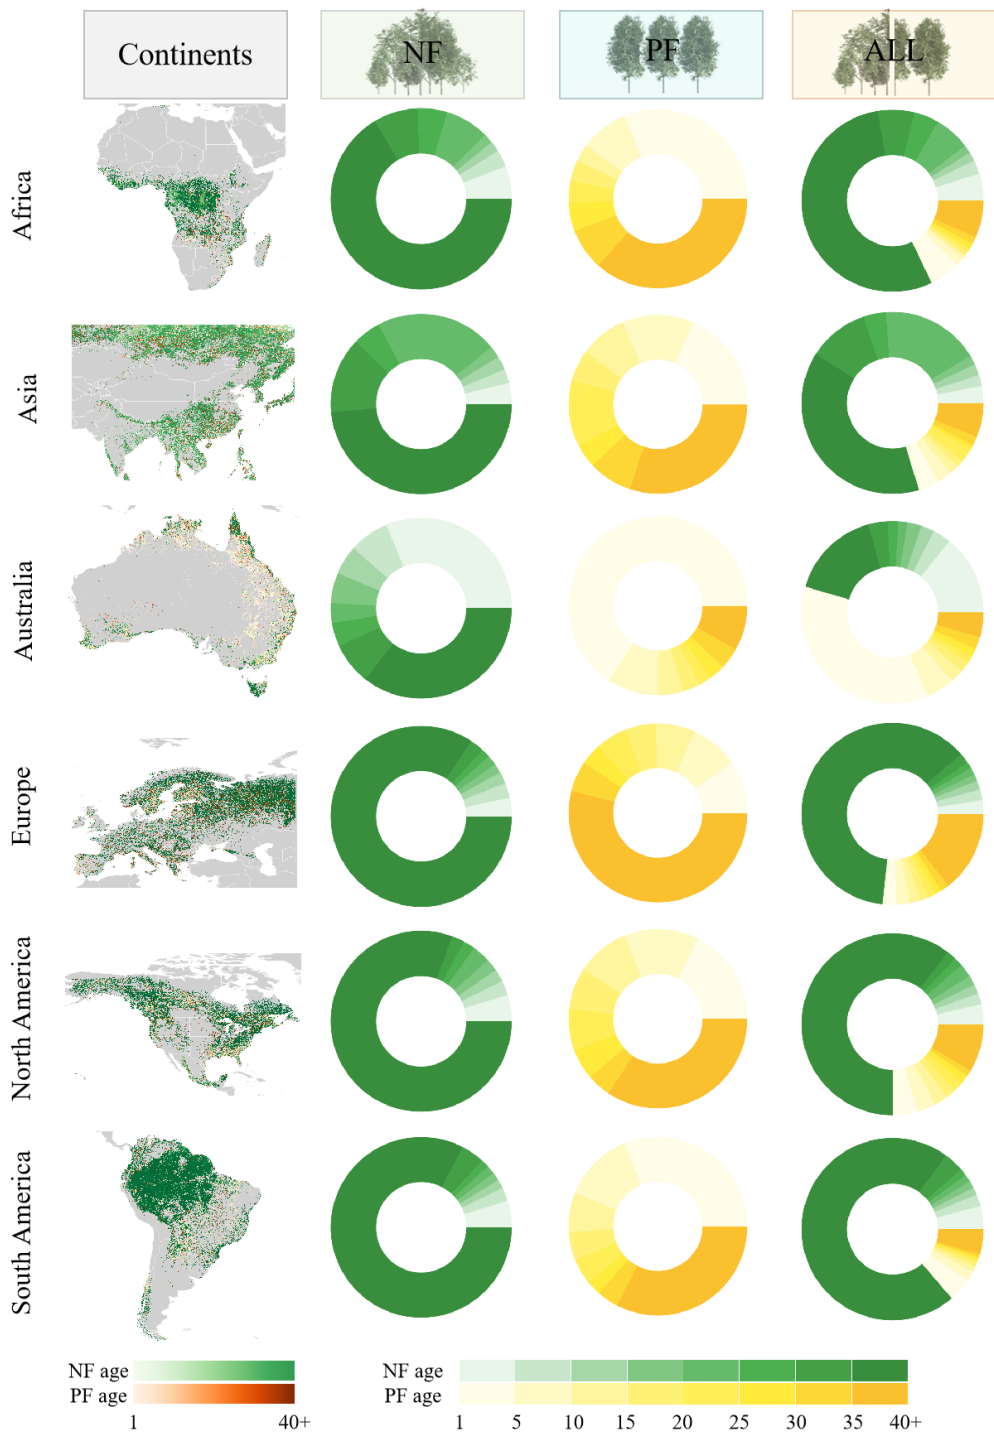 Continents NF PF ALL
Africa
Asia
Australia
Europe
North America
South America
NF age
PF age
1 40+
NF age
PF age
1 5 10 15 20 25 30 35 40+